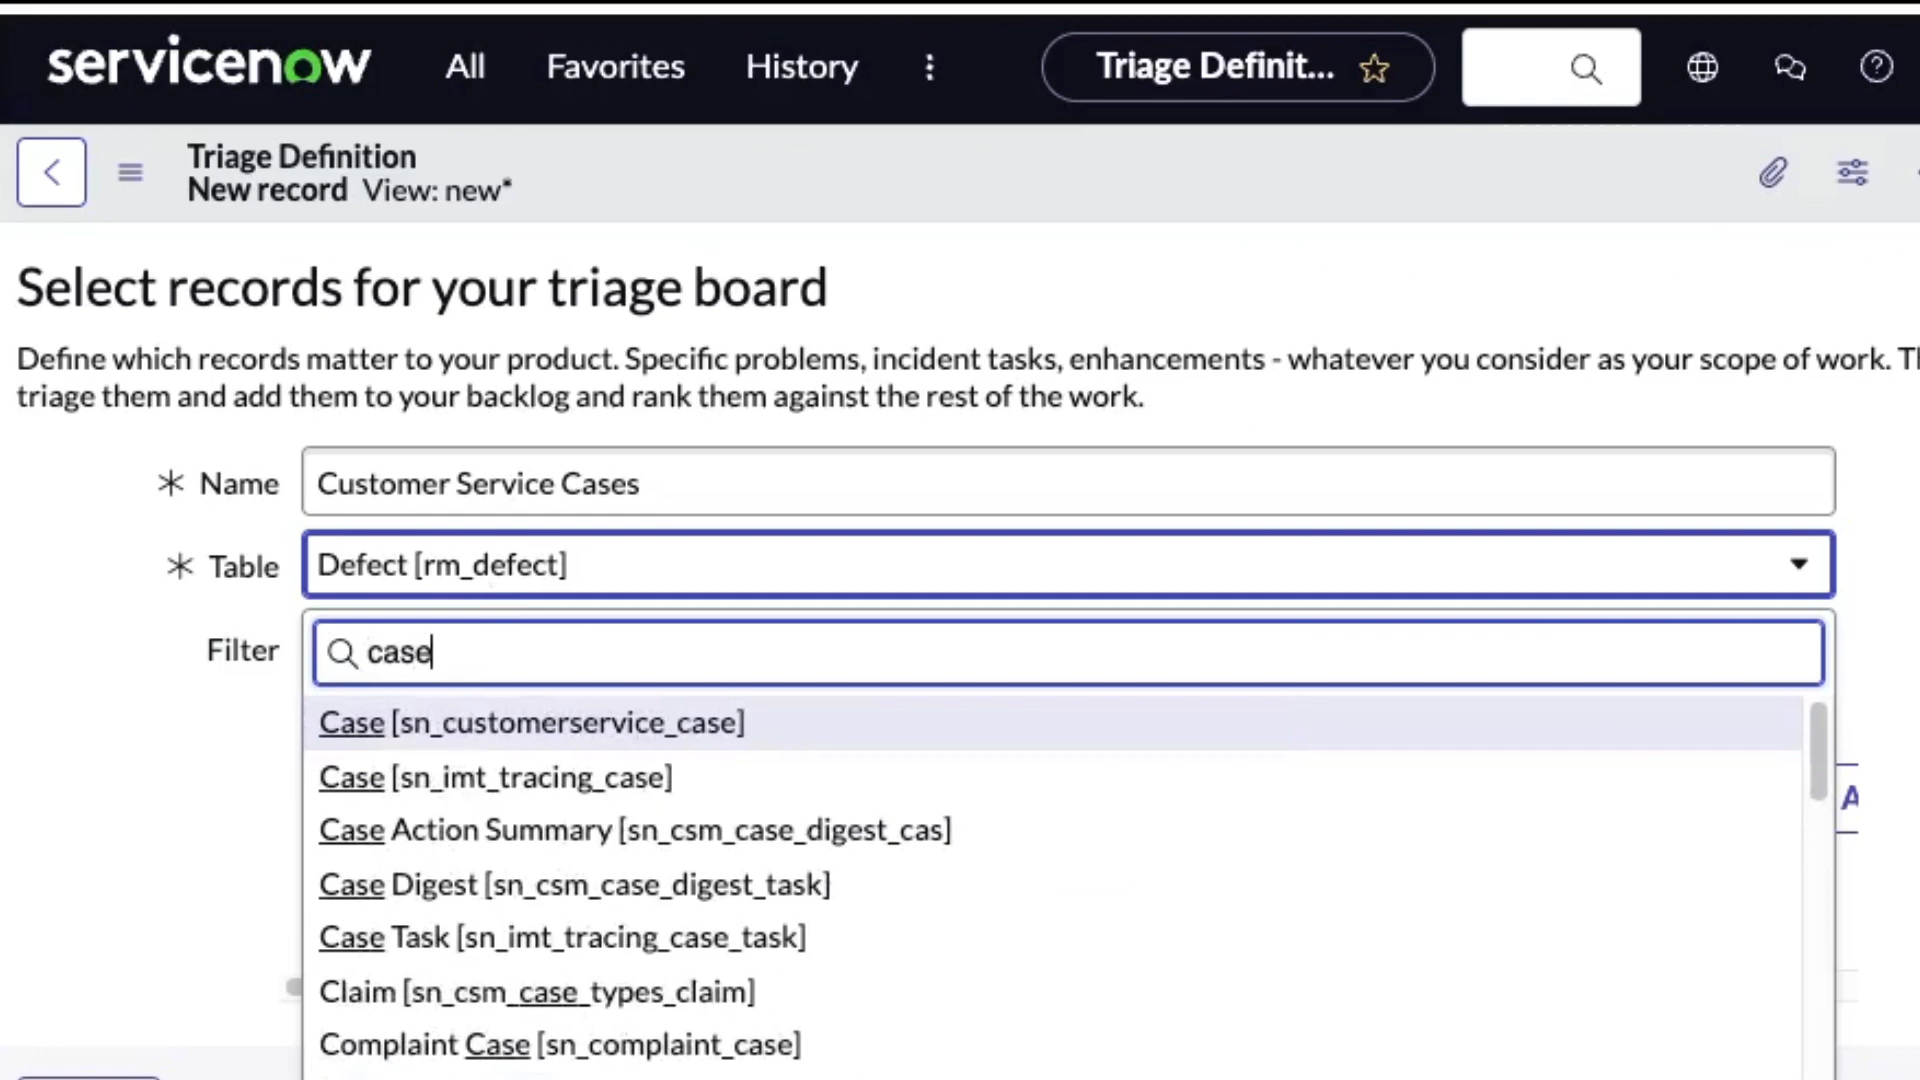 servicenow All Favorites History Triage Definit...
Triage Definition
New record View: new*
Select records for your triage board
Define which records matter to your product. Specific problems, incident tasks, enhancements - whatever you consider as your scope of work.
triage them and add them to your backlog and rank them against the rest of the work.
* Name Customer Service Cases
* Table Defect [rm_defect]
Filter case
Case [sn_customerservice_case]
Case [sn_imt_tracing_case]
Case Action Summary [sn_csm_case_digest_cas]
Case Digest [sn_csm_case_digest_task]
Case Task [sn_imt_tracing_case_task]
Claim [sn_csm_case_types_claim]
Complaint Case [sn_complaint_case]